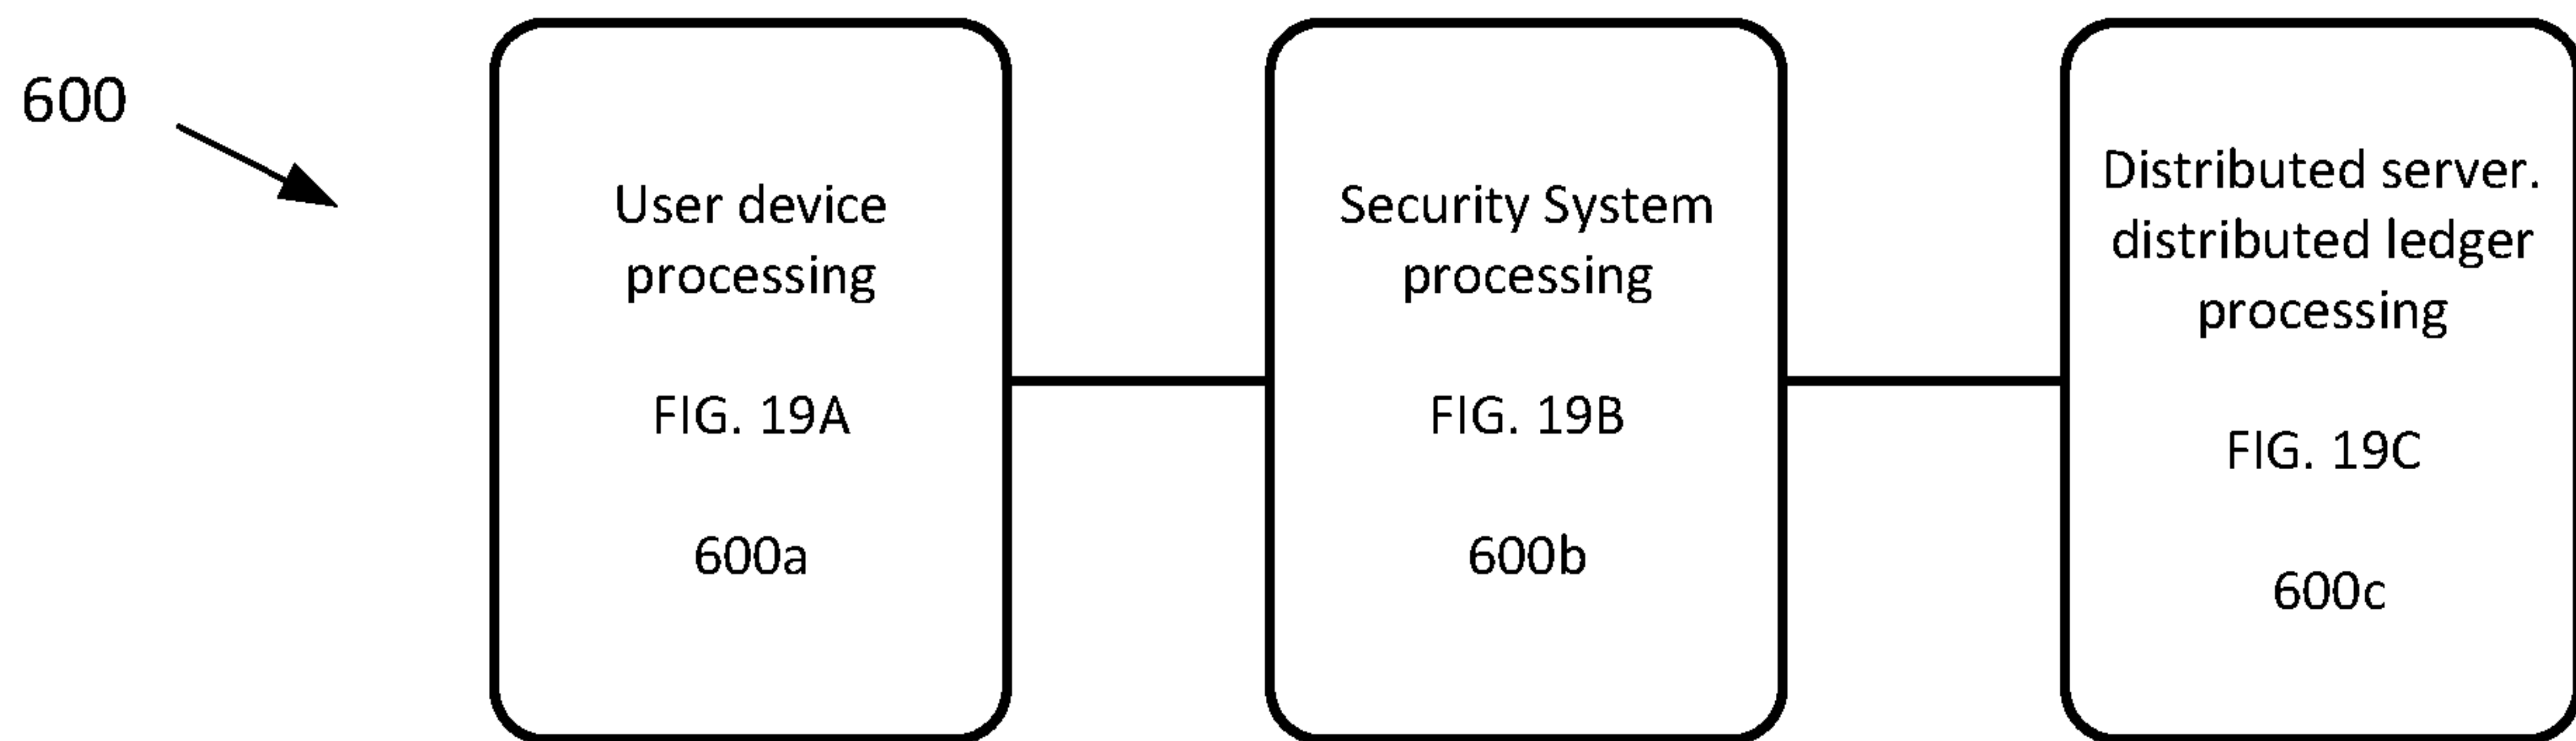 600
User device
processing
FIG. 19A
600a
Security System
processing
FIG. 19B
600b
Distributed server.
distributed ledger
processing
FIG. 19C
600c